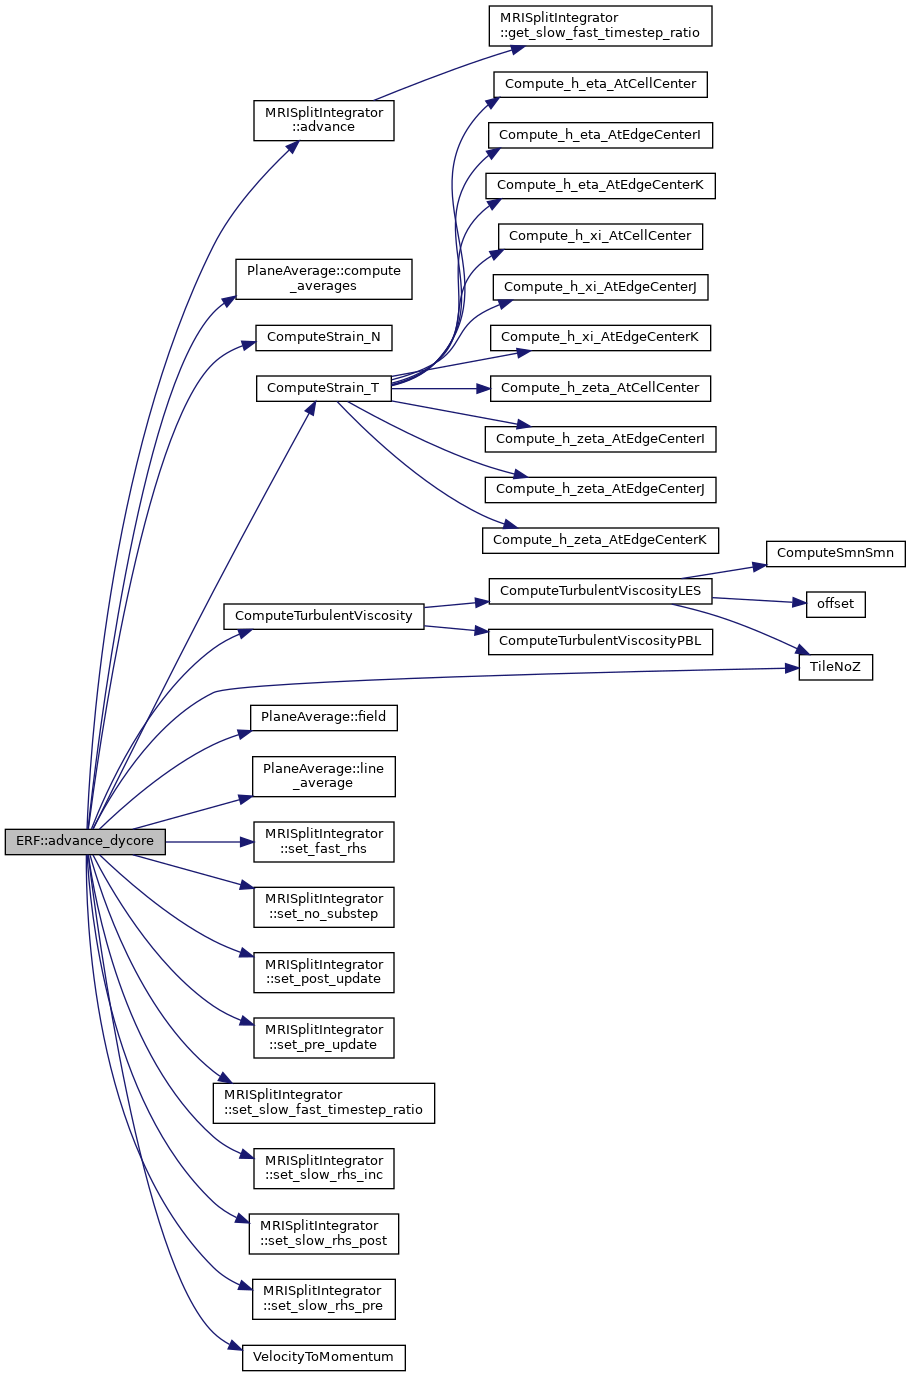 MRISplitIntegrator
::get_slow_fast_timestep_ratio
Compute_h_eta_AtCellCenter
MRISplitIntegrator
::advance
Compute_h_eta_AtEdgeCenterI
Compute_h_eta_AtEdgeCenterK
Compute_h_xi_AtCellCenter
PlaneAverage::compute
_averages
Compute_h_xi_AtEdgeCenterJ
ComputeStrain_N
Compute_h_xi_AtEdgeCenterK
ComputeStrain_T
Compute_h_zeta_AtCellCenter
Compute_h_zeta_AtEdgeCenterI
Compute_h_zeta_AtEdgeCenterJ
Compute_h_zeta_AtEdgeCenterK
ComputeSmnSmn
ComputeTurbulentViscosityLES
offset
ComputeTurbulentViscosity
ComputeTurbulentViscosityPBL
TileNoZ
PlaneAverage::field
PlaneAverage::line
_average
ERF::advance_dycore
MRISplitIntegrator
::set_fast_rhs
MRISplitIntegrator
::set_no_substep
MRISplitIntegrator
::set_post_update
MRISplitIntegrator
::set_pre_update
MRISplitIntegrator
::set_slow_fast_timestep_ratio
MRISplitIntegrator
::set_slow_rhs_inc
MRISplitIntegrator
::set_slow_rhs_post
MRISplitIntegrator
::set_slow_rhs_pre
VelocityToMomentum